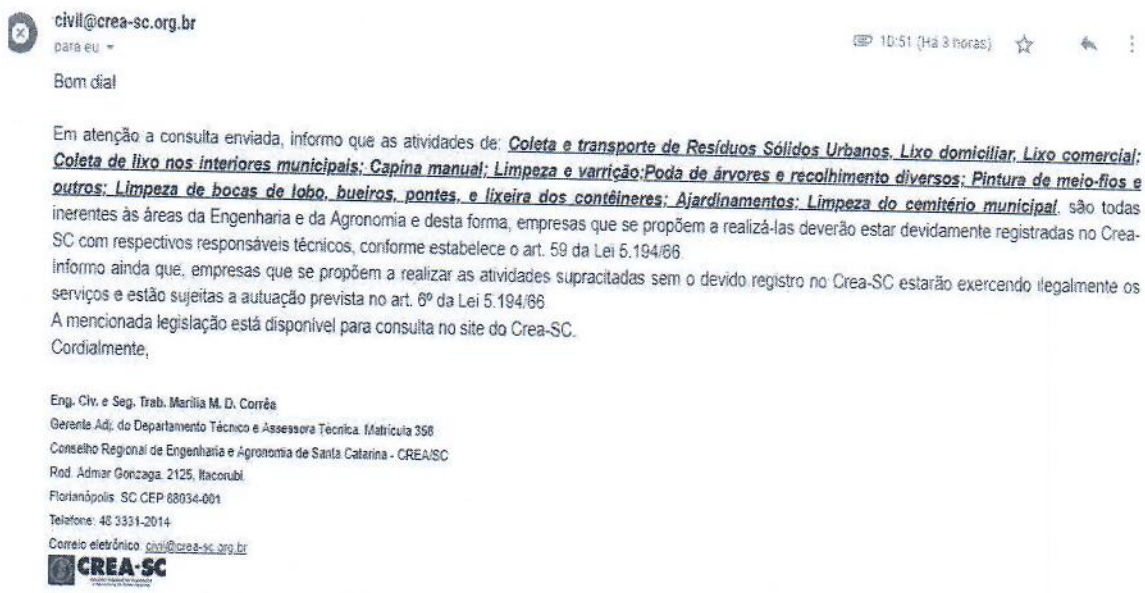 civil@crea-sc.org.br
para eu
10:51 (Há 3 horas)
Bom dia!
Em atenção a consulta enviada, informo que as atividades de: Coleta e transporte de Resíduos Sólidos Urbanos, Lixo domiciliar, Lixo comercial;
Coleta de lixo nos interiores municipais; Capina manual; Limpeza e varrição;Poda de árvores e recolhimento diversos; Pintura de meio-fios e
outros; Limpeza de bocas de lobo, bueiros, pontes, e lixeira dos contêineres; Ajardinamentos; Limpeza do cemitério municipal, são todas
inerentes às áreas da Engenharia e da Agronomia e desta forma, empresas que se propõem a realizá-las deverão estar devidamente registradas no Crea-
SC com respectivos responsáveis técnicos, conforme estabelece o art. 59 da Lei 5.194/66.
Informo ainda que, empresas que se propõem a realizar as atividades supracitadas sem o devido registro no Crea-SC estarão exercendo ilegalmente os
serviços e estão sujeitas a autuação prevista no art. 6º da Lei 5.194/66
A mencionada legislação está disponível para consulta no site do Crea-SC.
Cordialmente,
Eng. Civ. e Seg. Trab. Marília M. D. Corrêa
Gerente Adj. do Departamento Técnico e Assessora Técnica. Matrícula 358
Conselho Regional de Engenharia e Agronomia de Santa Catarina - CREA/SC
Rod. Admar Gonzaga, 2125, Itacorubi.
Florianópolis SC CEP 88034-001
Telefone: 48 3331-2014
Correio eletrônico: civil@crea-sc.org.br
CREA-SC